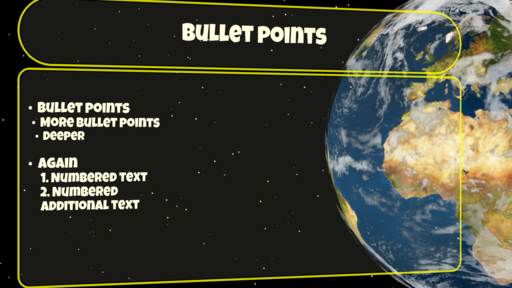 Bullet Points
• Bullet Points
• More Bullet Points
• Deeper
• Again
1. Numbered Text
2. Numbered
Additional Text